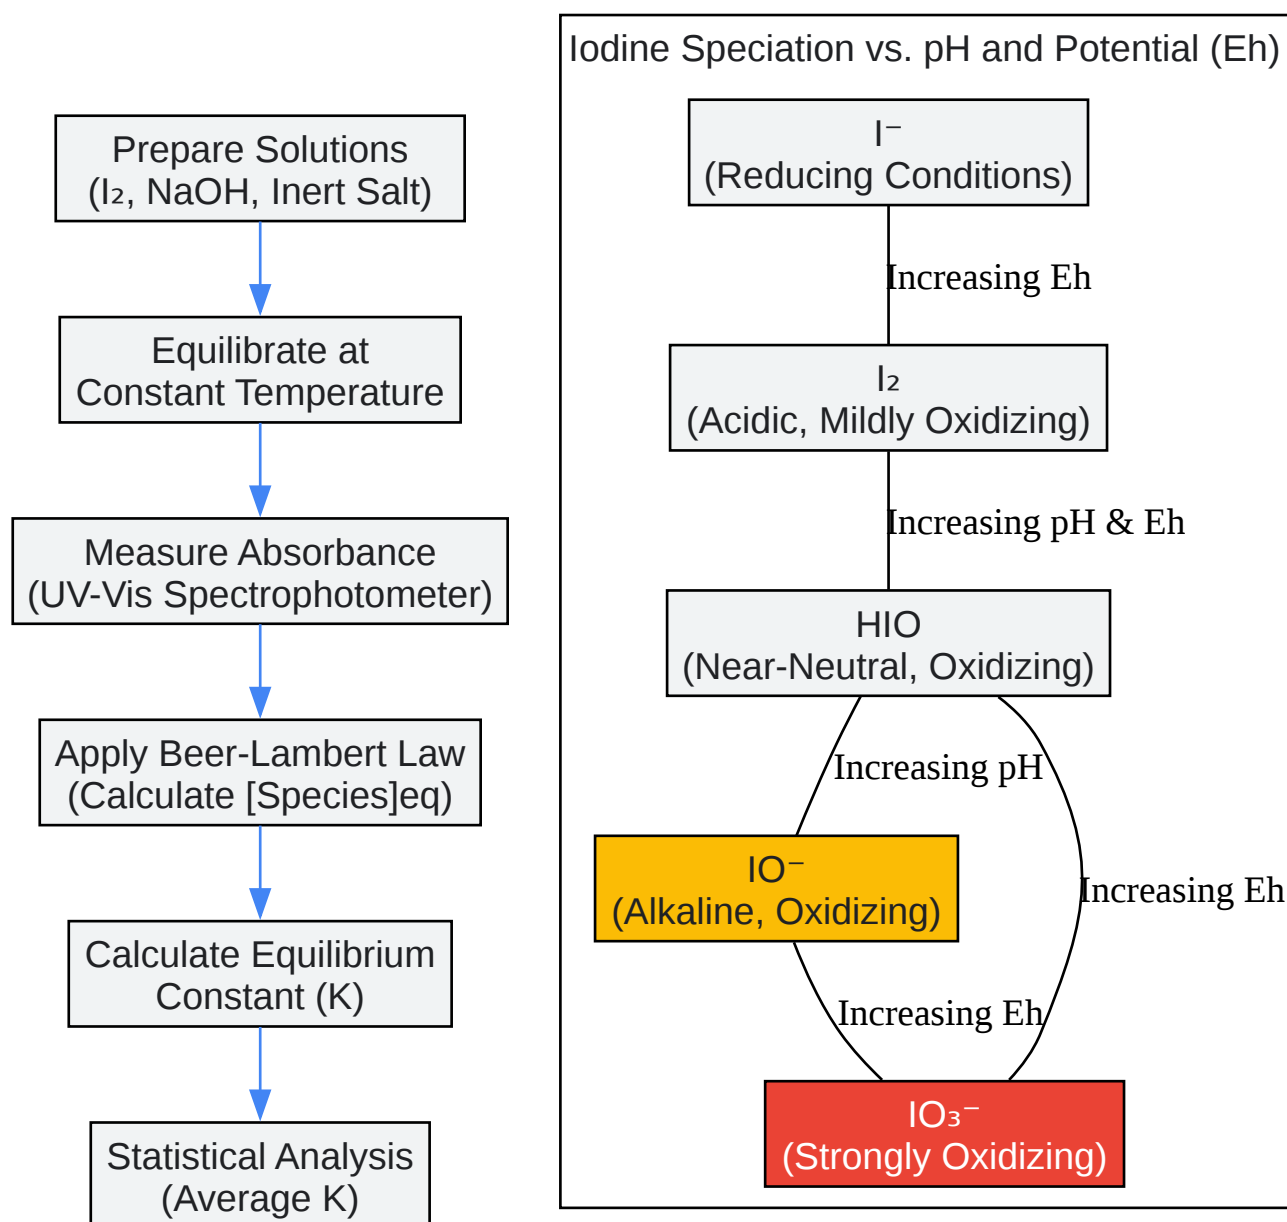 Prepare Solutions
(I₂, NaOH, Inert Salt)
Equilibrate at
Constant Temperature
Measure Absorbance
(UV-Vis Spectrophotometer)
Apply Beer-Lambert Law
(Calculate [Species]eq)
Calculate Equilibrium
Constant (K)
Statistical Analysis
(Average K)
Iodine Speciation vs. pH and Potential (Eh)
I⁻
(Reducing Conditions)
Increasing Eh
I₂
(Acidic, Mildly Oxidizing)
Increasing pH & Eh
HIO
(Near-Neutral, Oxidizing)
Increasing pH
IO⁻
(Alkaline, Oxidizing)
Increasing Eh
Increasing Eh
IO₃⁻
(Strongly Oxidizing)